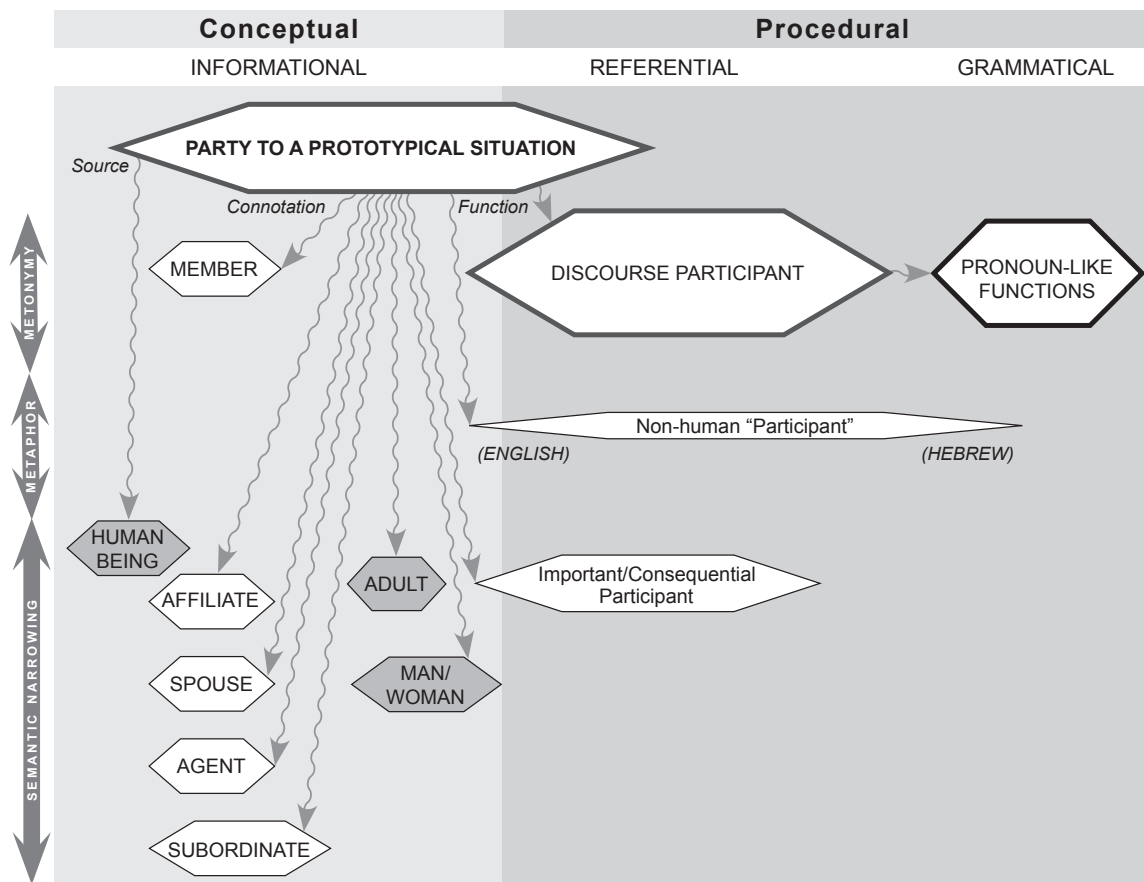 Conceptual
Procedural
INFORMATIONAL
REFERENTIAL
GRAMMATICAL
PARTY TO A PROTOTYPICAL SITUATION
Source
Connotation
Function
METONYMY
MEMBER
DISCOURSE PARTICIPANT
PRONOUN-LIKE
FUNCTIONS
METAPHOR
Non-human “Participant”
(ENGLISH)
(HEBREW)
SEMANTIC NARROWING
HUMAN
BEING
AFFILIATE
ADULT
Important/Consequential
Participant
SPOUSE
MAN/
WOMAN
AGENT
SUBORDINATE